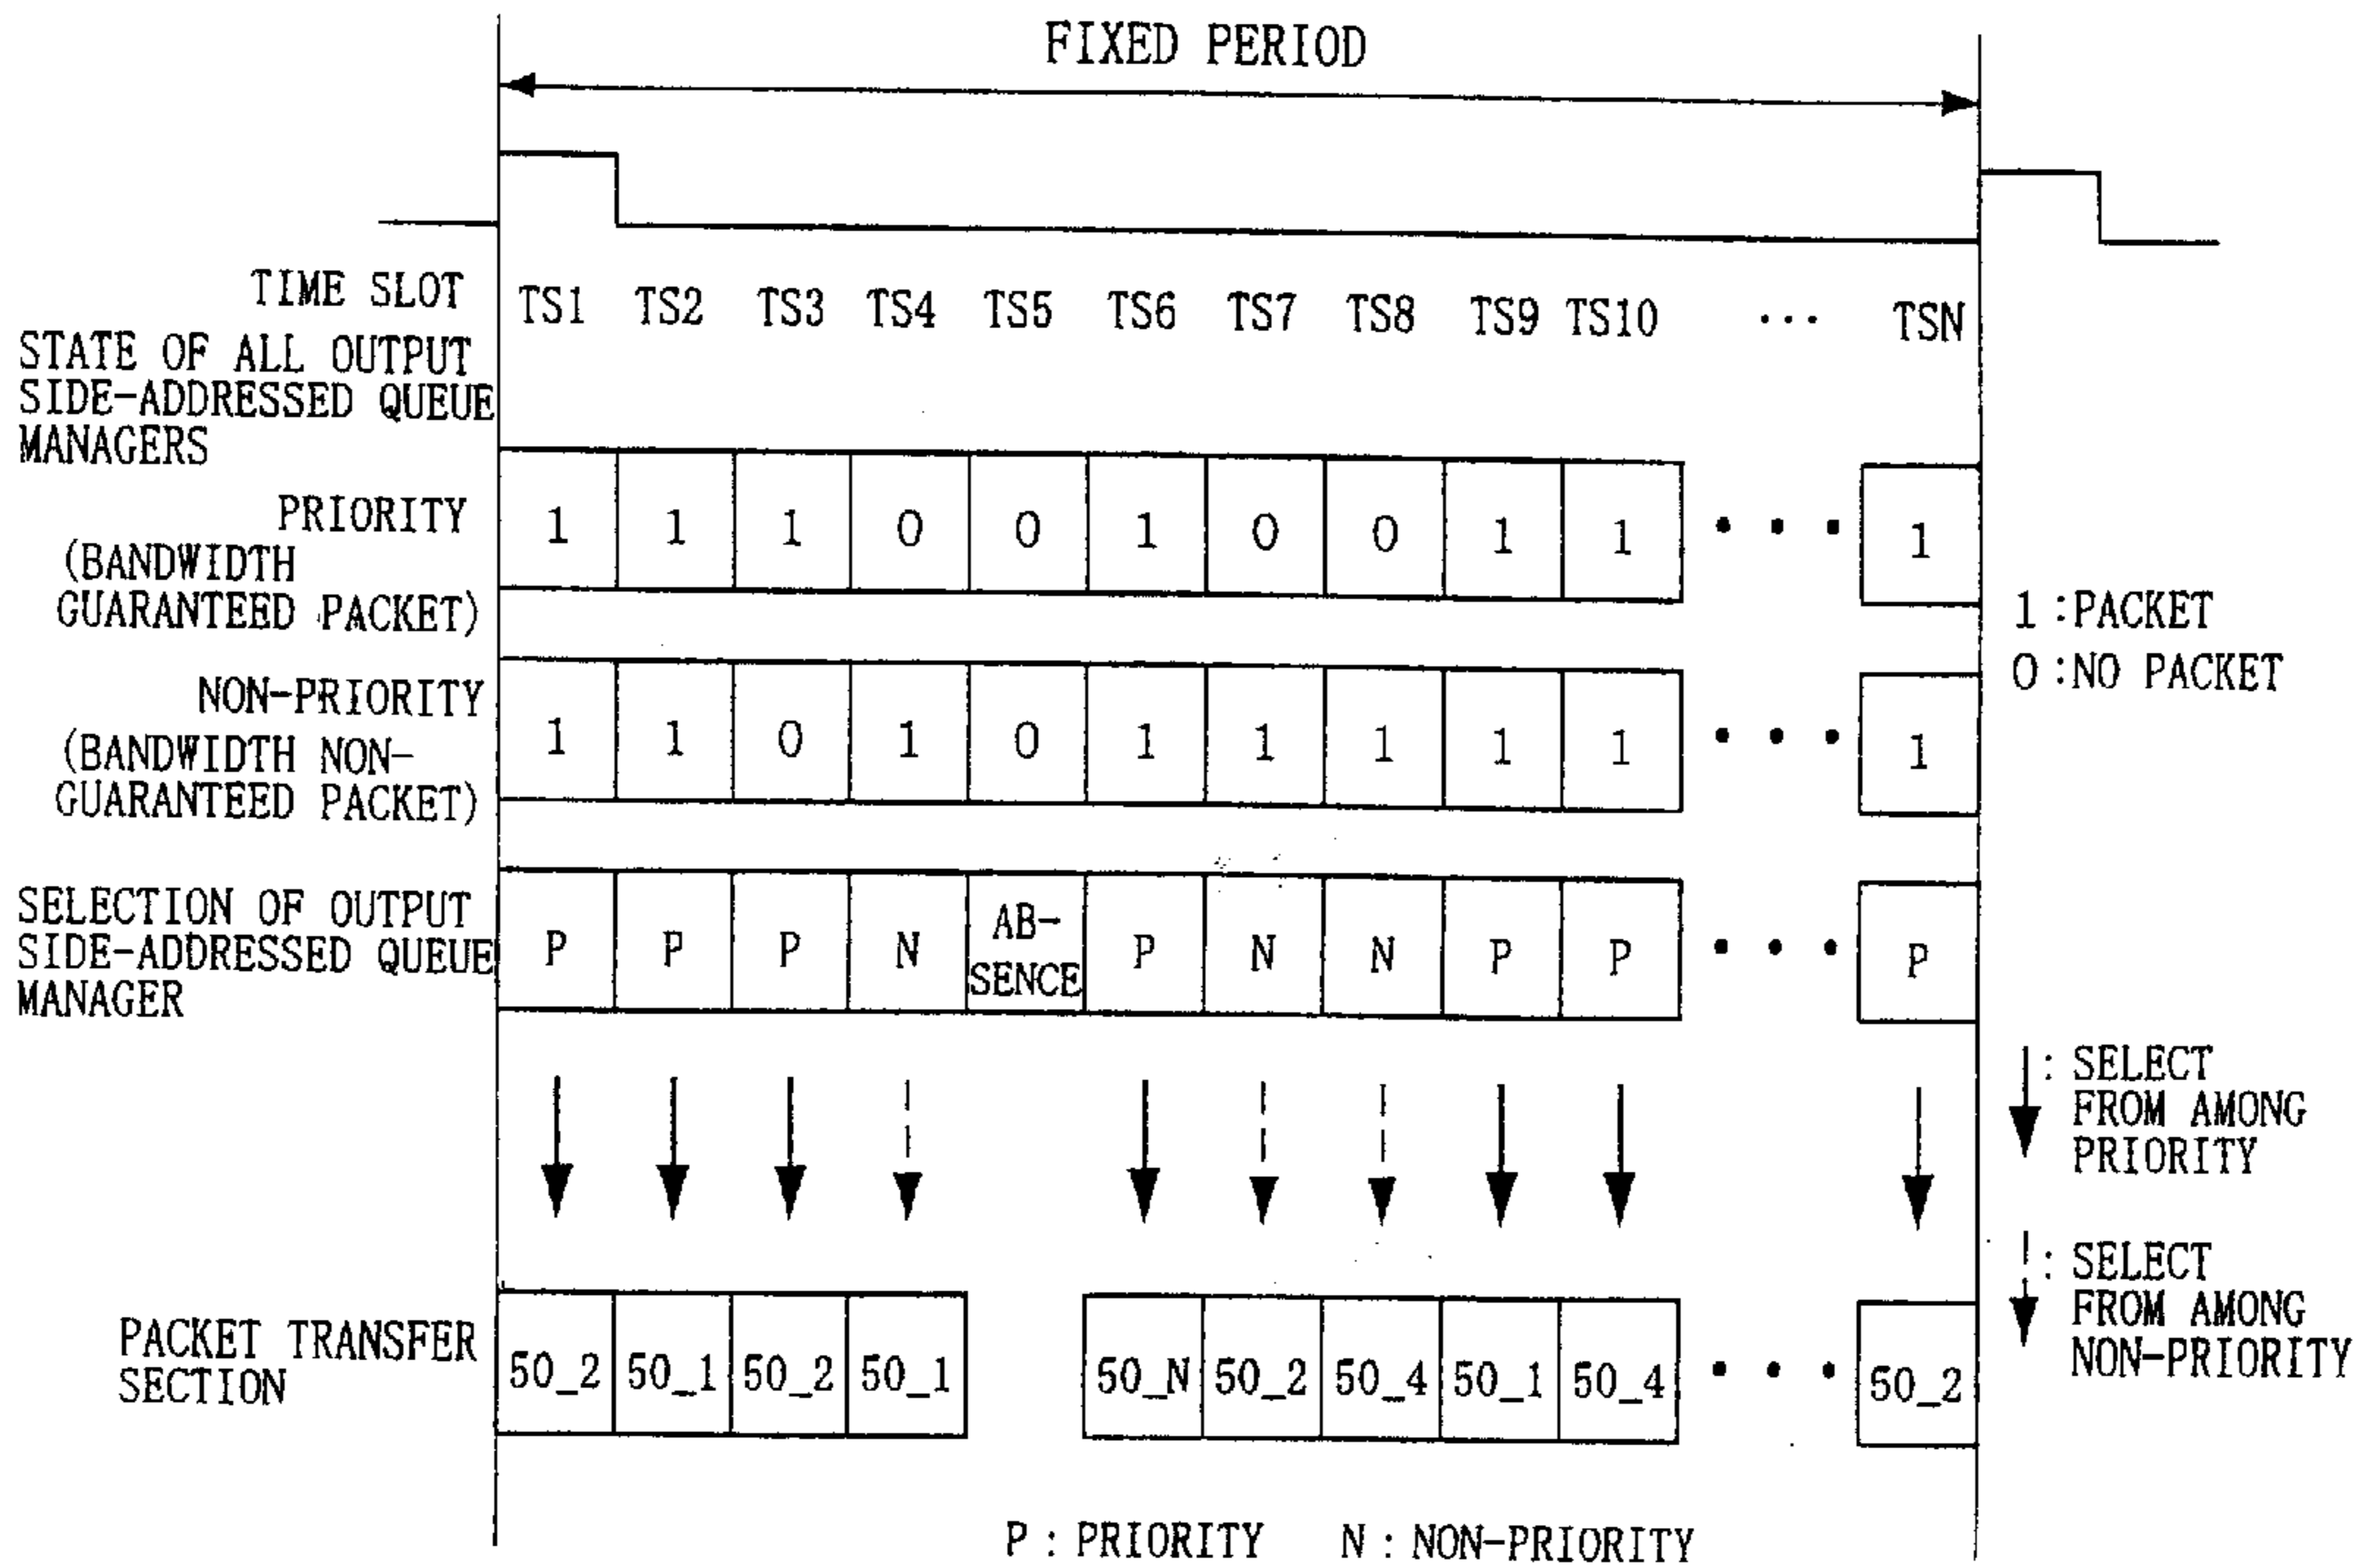 FIXED PERIOD
TIME SLOT TS1 TS2 TS3 TS4 TS5 TS6 TS7 TS8 TS9 TS10 ... TSN
STATE OF ALL OUTPUT
SIDE-ADDRESSED QUEUE
MANAGERS
PRIORITY 1 1 1 0 0 1 0 0 1 1 • • • 1
(BANDWIDTH
GUARANTEED PACKET)
1 :PACKET
0 :NO PACKET
NON-PRIORITY
(BANDWIDTH NON-
GUARANTEED PACKET)
1 1 0 1 0 1 1 1 1 1 • • • 1
SELECTION OF OUTPUT
SIDE-ADDRESSED QUEUE
MANAGER
P P P N AB-
SENCE P N N P P • • • P
: SELECT
FROM AMONG
PRIORITY
: SELECT
FROM AMONG
NON-PRIORITY
PACKET TRANSFER
SECTION
50_2 50_1 50_2 50_1 50_N 50_2 50_4 50_1 50_4 • • • 50_2
P : PRIORITY N : NON-PRIORITY